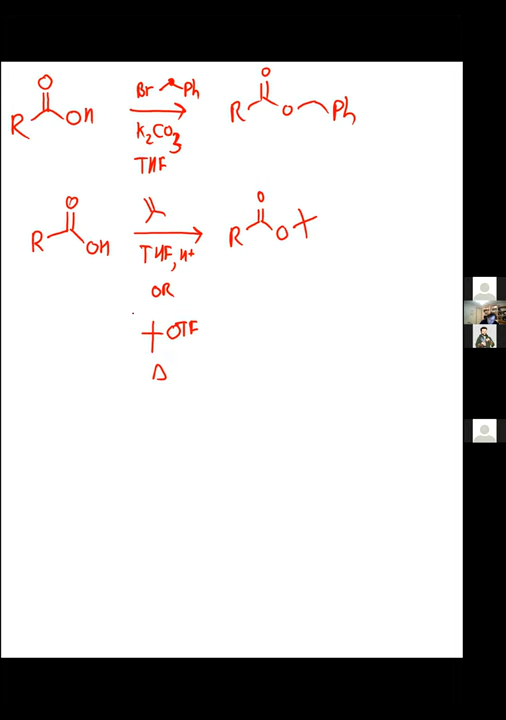 O Br Ph O
R OH R O Ph
K2CO3
THF
O O
R OH R O
THF, H+
OR
OTF
Δ